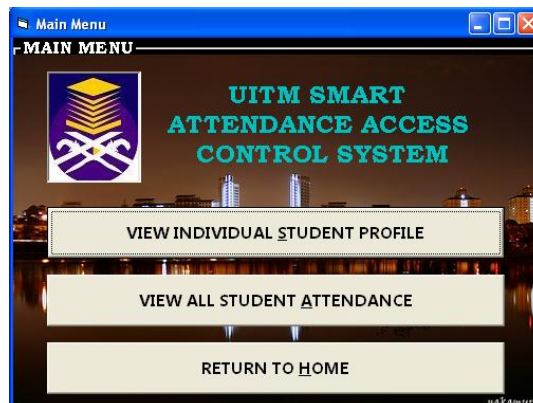 Main Menu
MAIN MENU
UITM SMART
ATTENDANCE ACCESS
CONTROL SYSTEM
VIEW INDIVIDUAL STUDENT PROFILE
VIEW ALL STUDENT ATTENDANCE
RETURN TO HOME